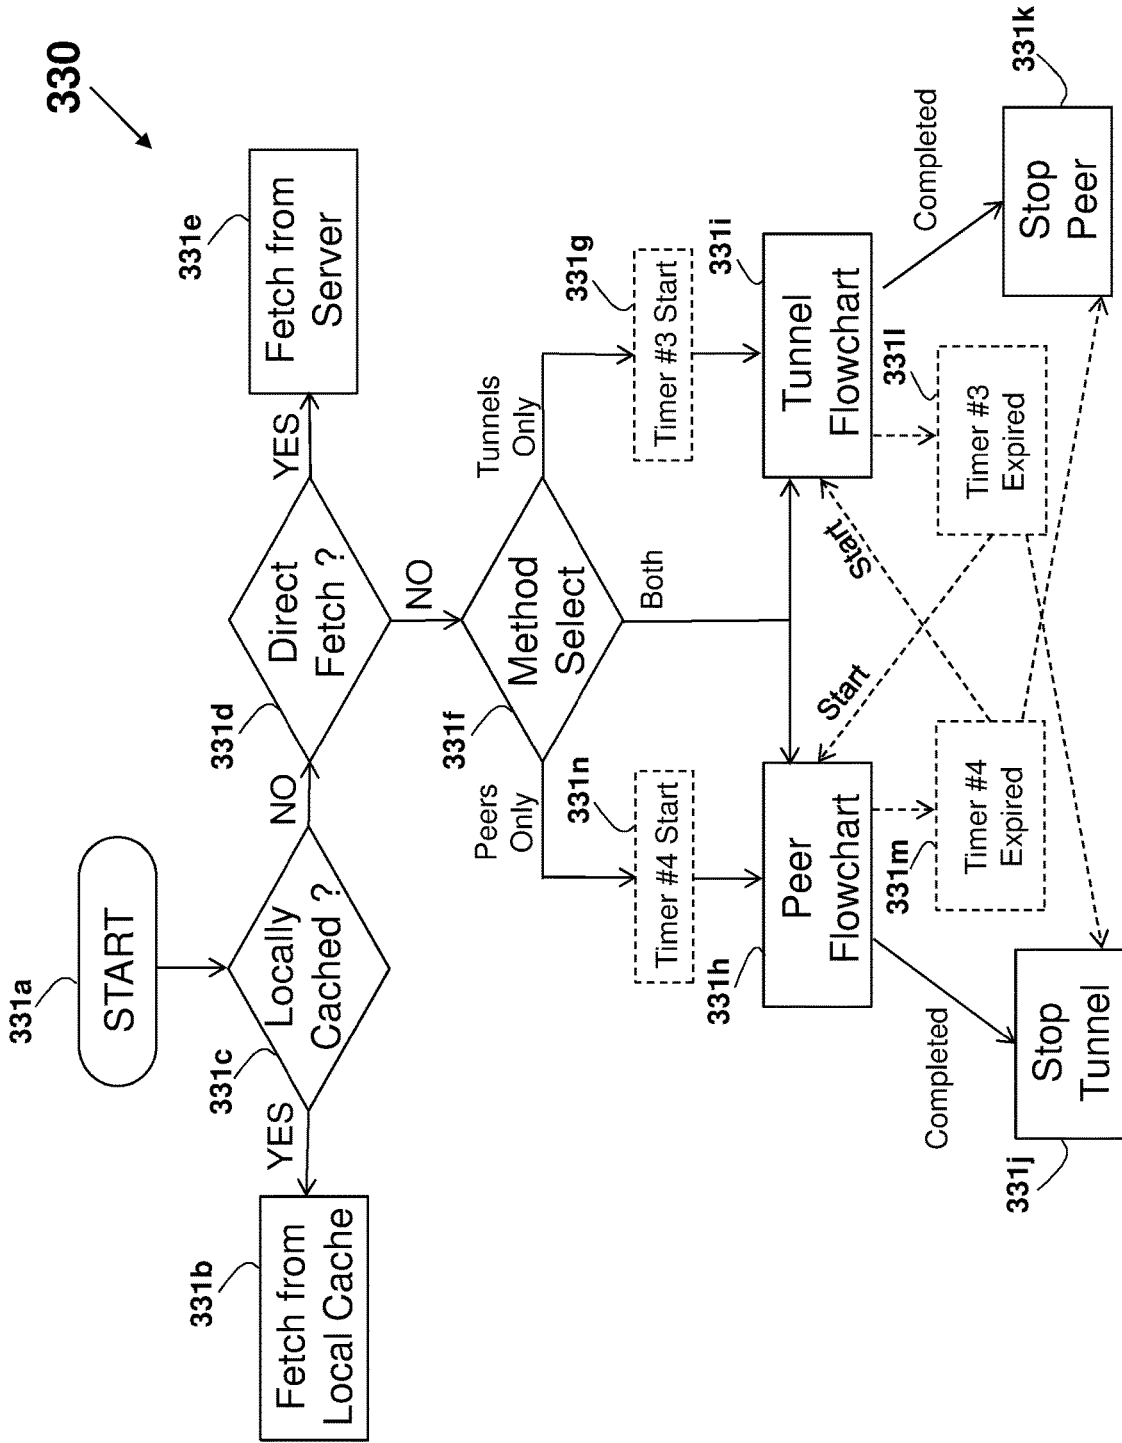 330
331a
START
331c
Locally
Cached ?
YES
NO
331b
Fetch from
Local Cache
331d
Direct
Fetch ?
YES
NO
331e
Fetch from
Server
331f
Method
Select
Peers
Only
Both
Tunnels
Only
331n
Timer #4 Start
331g
Timer #3 Start
331h
Peer
Flowchart
331i
Tunnel
Flowchart
Start
Start
331m
Timer #4
Expired
331l
Timer #3
Expired
Completed
Completed
331j
Stop
Tunnel
331k
Stop
Peer